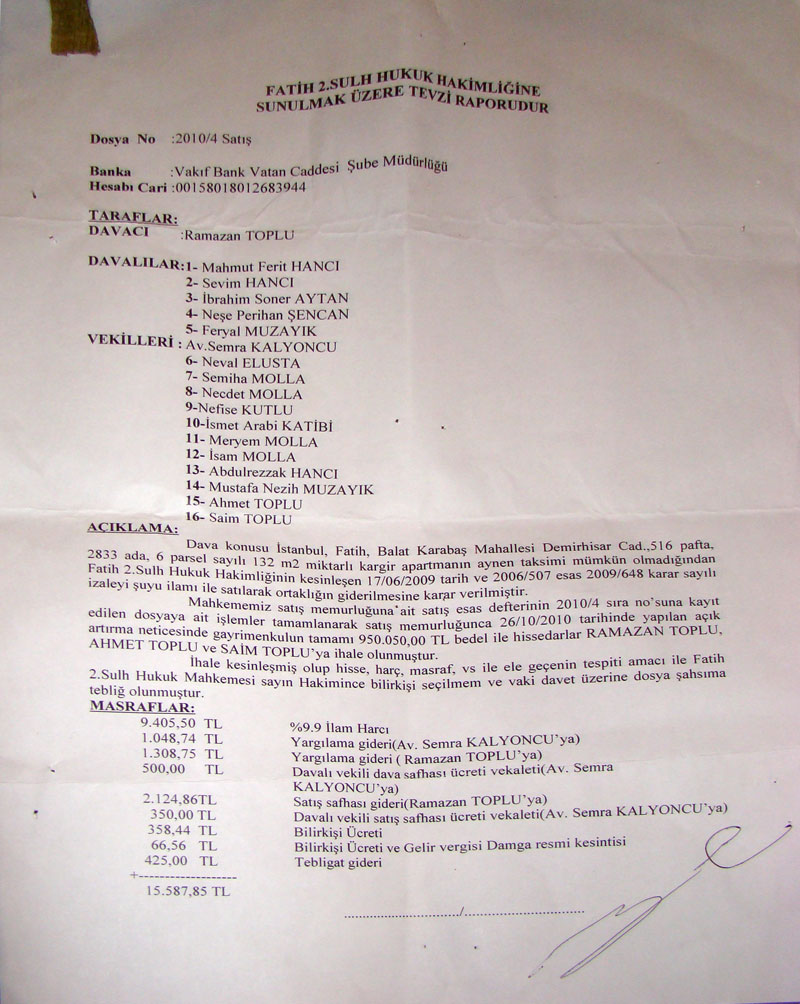 FATİH 2.SULH HUKUK HAKİMLİĞİNE
SUNULMAK ÜZERE TEVZİ RAPORUDUR
Dosya No :2010/4 Satış
Banka :Vakıf Bank Vatan Caddesi Şube Müdürlüğü
Hesabı Cari :00158018012683944
TARAFLAR:
DAVACI :Ramazan TOPLU
DAVALILAR:1- Mahmut Ferit HANCI
2- Sevim HANCI
3- İbrahim Soner AYTAN
4- Neşe Perihan ŞENCAN
5- Feryal MUZAYIK
VEKİLLERİ : Av.Semra KALYONCU
6- Neval ELUSTA
7- Semiha MOLLA
8- Necdet MOLLA
9-Nefise KUTLU
10-İsmet Arabi KATİBİ
11- Meryem MOLLA
12- İsam MOLLA
13- Abdulrezzak HANCI
14- Mustafa Nezih MUZAYIK
15- Ahmet TOPLU
16- Saim TOPLU
AÇIKLAMA:
Dava konusu İstanbul, Fatih, Balat Karabaş Mahallesi Demirhisar Cad.,516 pafta,
2833 ada, 6 parsel sayılı 132 m2 miktarlı kargir apartmanın aynen taksimi mümkün olmadığından
Fatih 2.Sulh Hukuk Hakimliğinin kesinleşen 17/06/2009 tarih ve 2006/507 esas 2009/648 karar sayılı
izaleyi şuyu ilamı ile satılarak ortaklığın giderilmesine karar verilmiştir.
Mahkememiz satış memurluğuna ait satış esas defterinin 2010/4 sıra no'suna kayıt
edilen dosyaya ait işlemler tamamlanarak satış memurluğunca 26/10/2010 tarihinde yapılan açık
artırma neticesinde gayrimenkulun tamamı 950.050,00 TL bedel ile hissedarlar RAMAZAN TOPLU,
AHMET TOPLU ve SAİM TOPLU'ya ihale olunmuştur.
İhale kesinleşmiş olup hisse, harç, masraf, vs ile ele geçenin tespiti amacı ile Fatih
2.Sulh Hukuk Mahkemesi sayın Hakimince bilirkişi seçilmem ve vaki davet üzerine dosya şahsıma
tebliğ olunmuştur.
MASRAFLAR:
9.405,50 TL %9.9 İlam Harcı
1.048,74 TL Yargılama gideri(Av. Semra KALYONCU'ya)
1.308,75 TL Yargılama gideri ( Ramazan TOPLU'ya)
500,00 TL Davalı vekili dava safhası ücreti vekaleti(Av. Semra
KALYONCU'ya)
2.124,86TL Satış safhası gideri(Ramazan TOPLU'ya)
350,00 TL Davalı vekili satış safhası ücreti vekaleti(Av. Semra KALYONCU'ya)
358,44 TL Bilirkişi Ücreti
66,56 TL Bilirkişi Ücreti ve Gelir vergisi Damga resmi kesintisi
425,00 TL Tebligat gideri
+--------------------
15.587,85 TL
................................/.................................